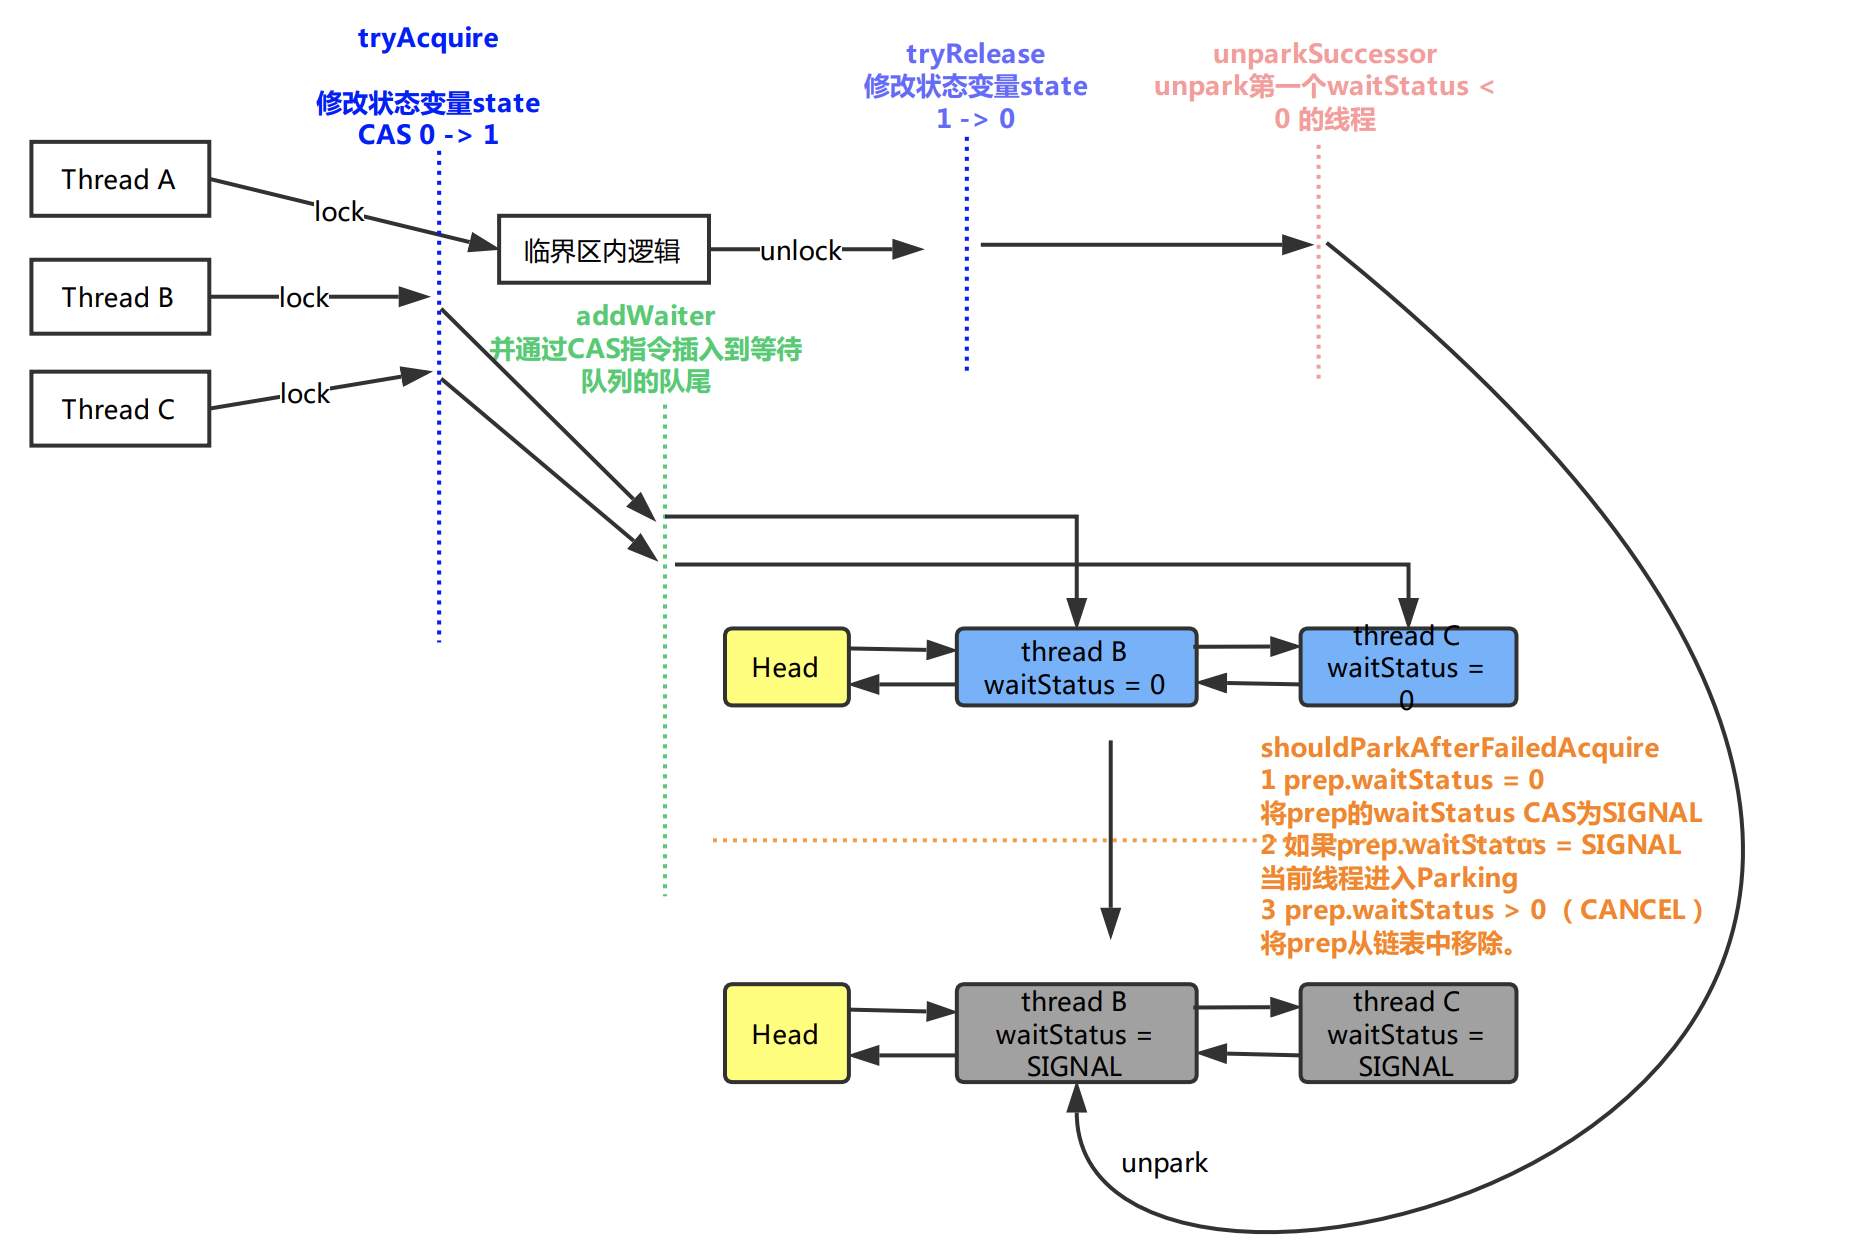 tryAcquire
修改状态变量state
CAS 0 -> 1
tryRelease
修改状态变量state
1 -> 0
unparkSuccessor
unpark第一个waitStatus <
0 的线程
Thread A
lock
临界区内逻辑
unlock
Thread B
lock
Thread C
lock
addWaiter
并通过CAS指令插入到等待
队列的队尾
Head
thread B
waitStatus = 0
thread C
waitStatus =
0
shouldParkAfterFailedAcquire
1 prep.waitStatus = 0
将prep的waitStatus CAS为SIGNAL
2 如果prep.waitStatus = SIGNAL
当前线程进入Parking
3 prep.waitStatus > 0（CANCEL）
将prep从链表中移除。
Head
thread B
waitStatus =
SIGNAL
thread C
waitStatus =
SIGNAL
unpark